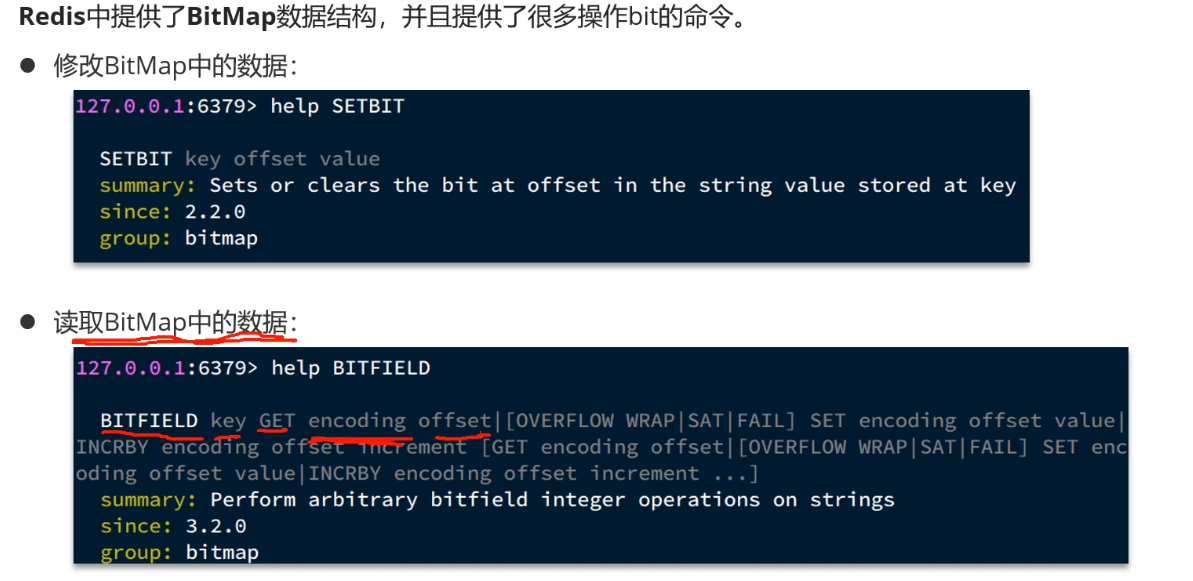 Redis中提供了BitMap数据结构，并且提供了很多操作bit的命令。
● 修改BitMap中的数据：
127.0.0.1:6379> help SETBIT
SETBIT key offset value
summary: Sets or clears the bit at offset in the string value stored at key
since: 2.2.0
group: bitmap
● 读取BitMap中的数据：
127.0.0.1:6379> help BITFIELD
BITFIELD key GET encoding offset|[OVERFLOW WRAP|SAT|FAIL] SET encoding offset value|
INCRBY encoding offset increment [GET encoding offset|[OVERFLOW WRAP|SAT|FAIL] SET enc
oding offset value|INCRBY encoding offset increment ...]
summary: Perform arbitrary bitfield integer operations on strings
since: 3.2.0
group: bitmap